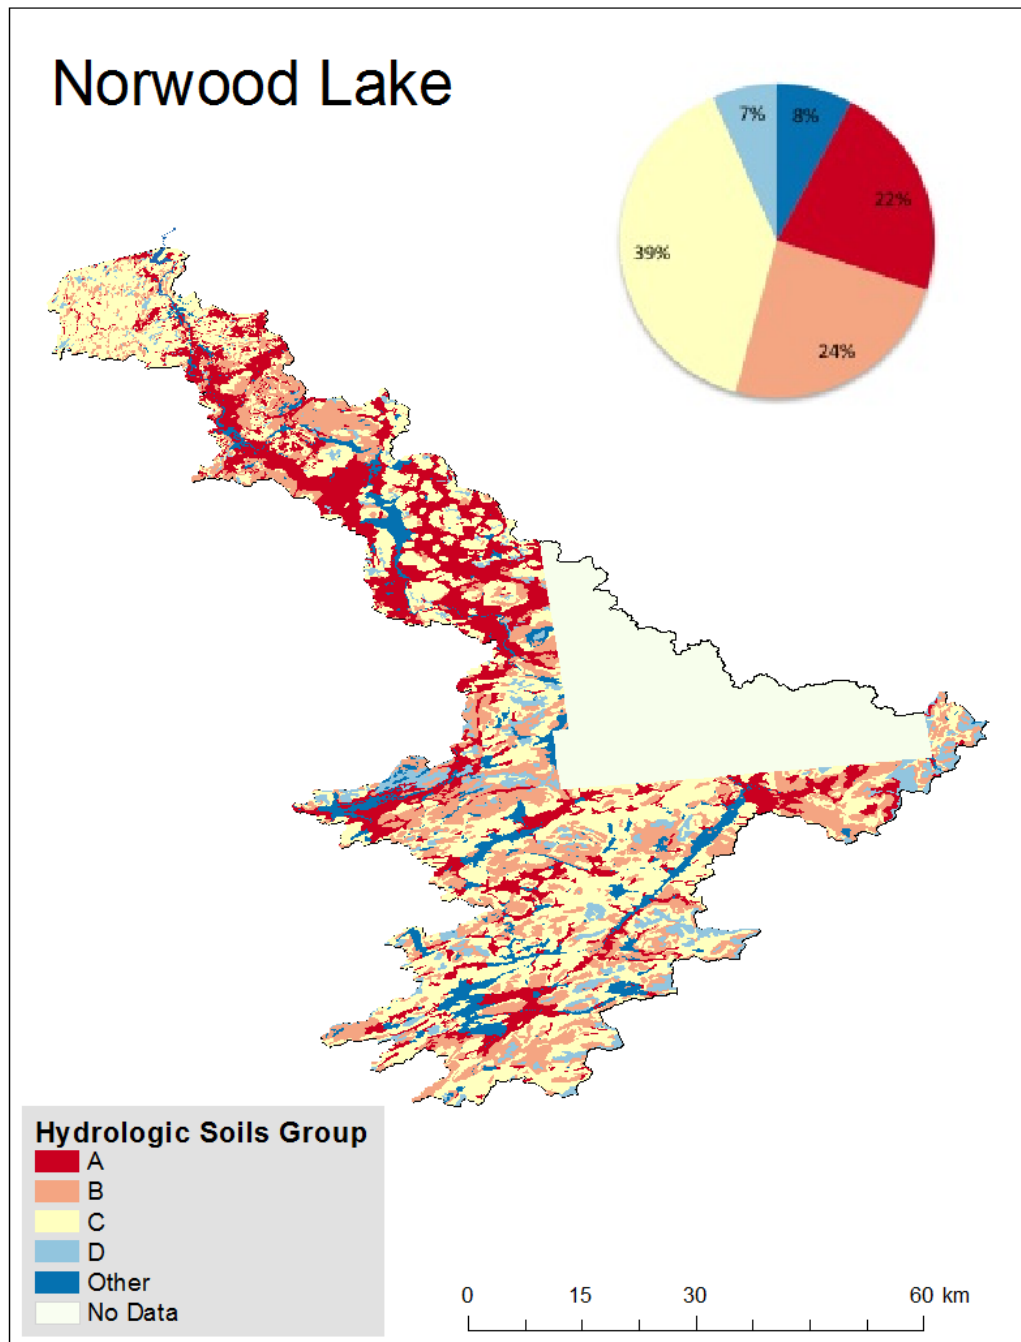 Norwood Lake
7%
8%
22%
39%
24%
Hydrologic Soils Group
A
B
C
D
Other
No Data
0 15 30 60 km